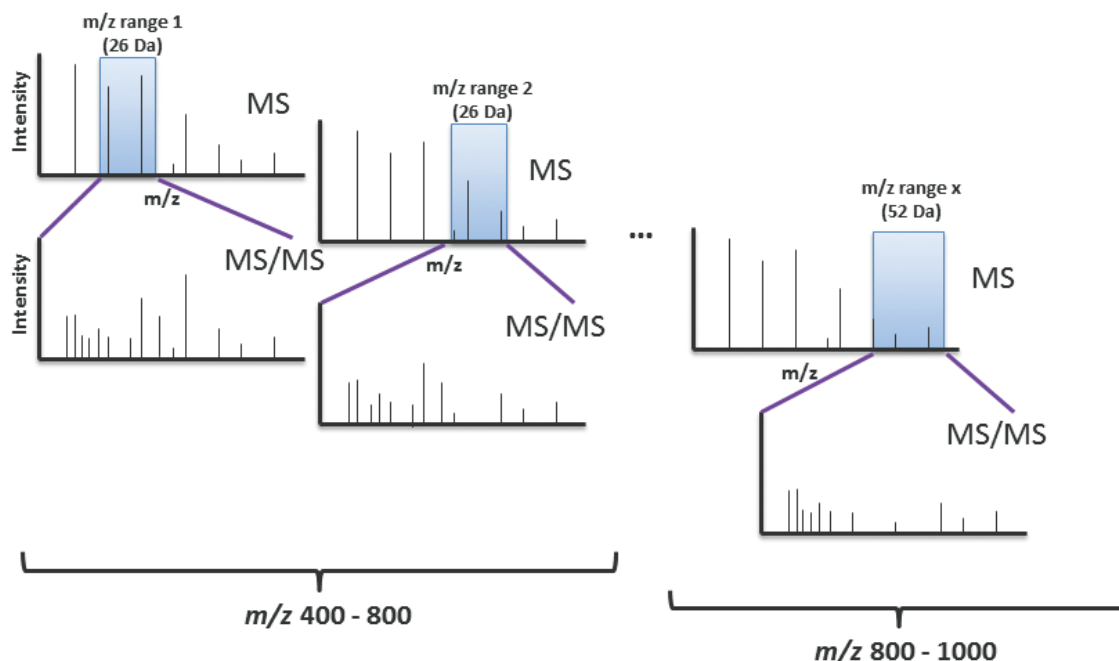 m/z range 1
(26 Da)
Intensity
MS
m/z
MS/MS
Intensity
m/z range 2
(26 Da)
MS
m/z
MS/MS
...
m/z range x
(52 Da)
MS
m/z
MS/MS
m/z 400 - 800
m/z 800 - 1000